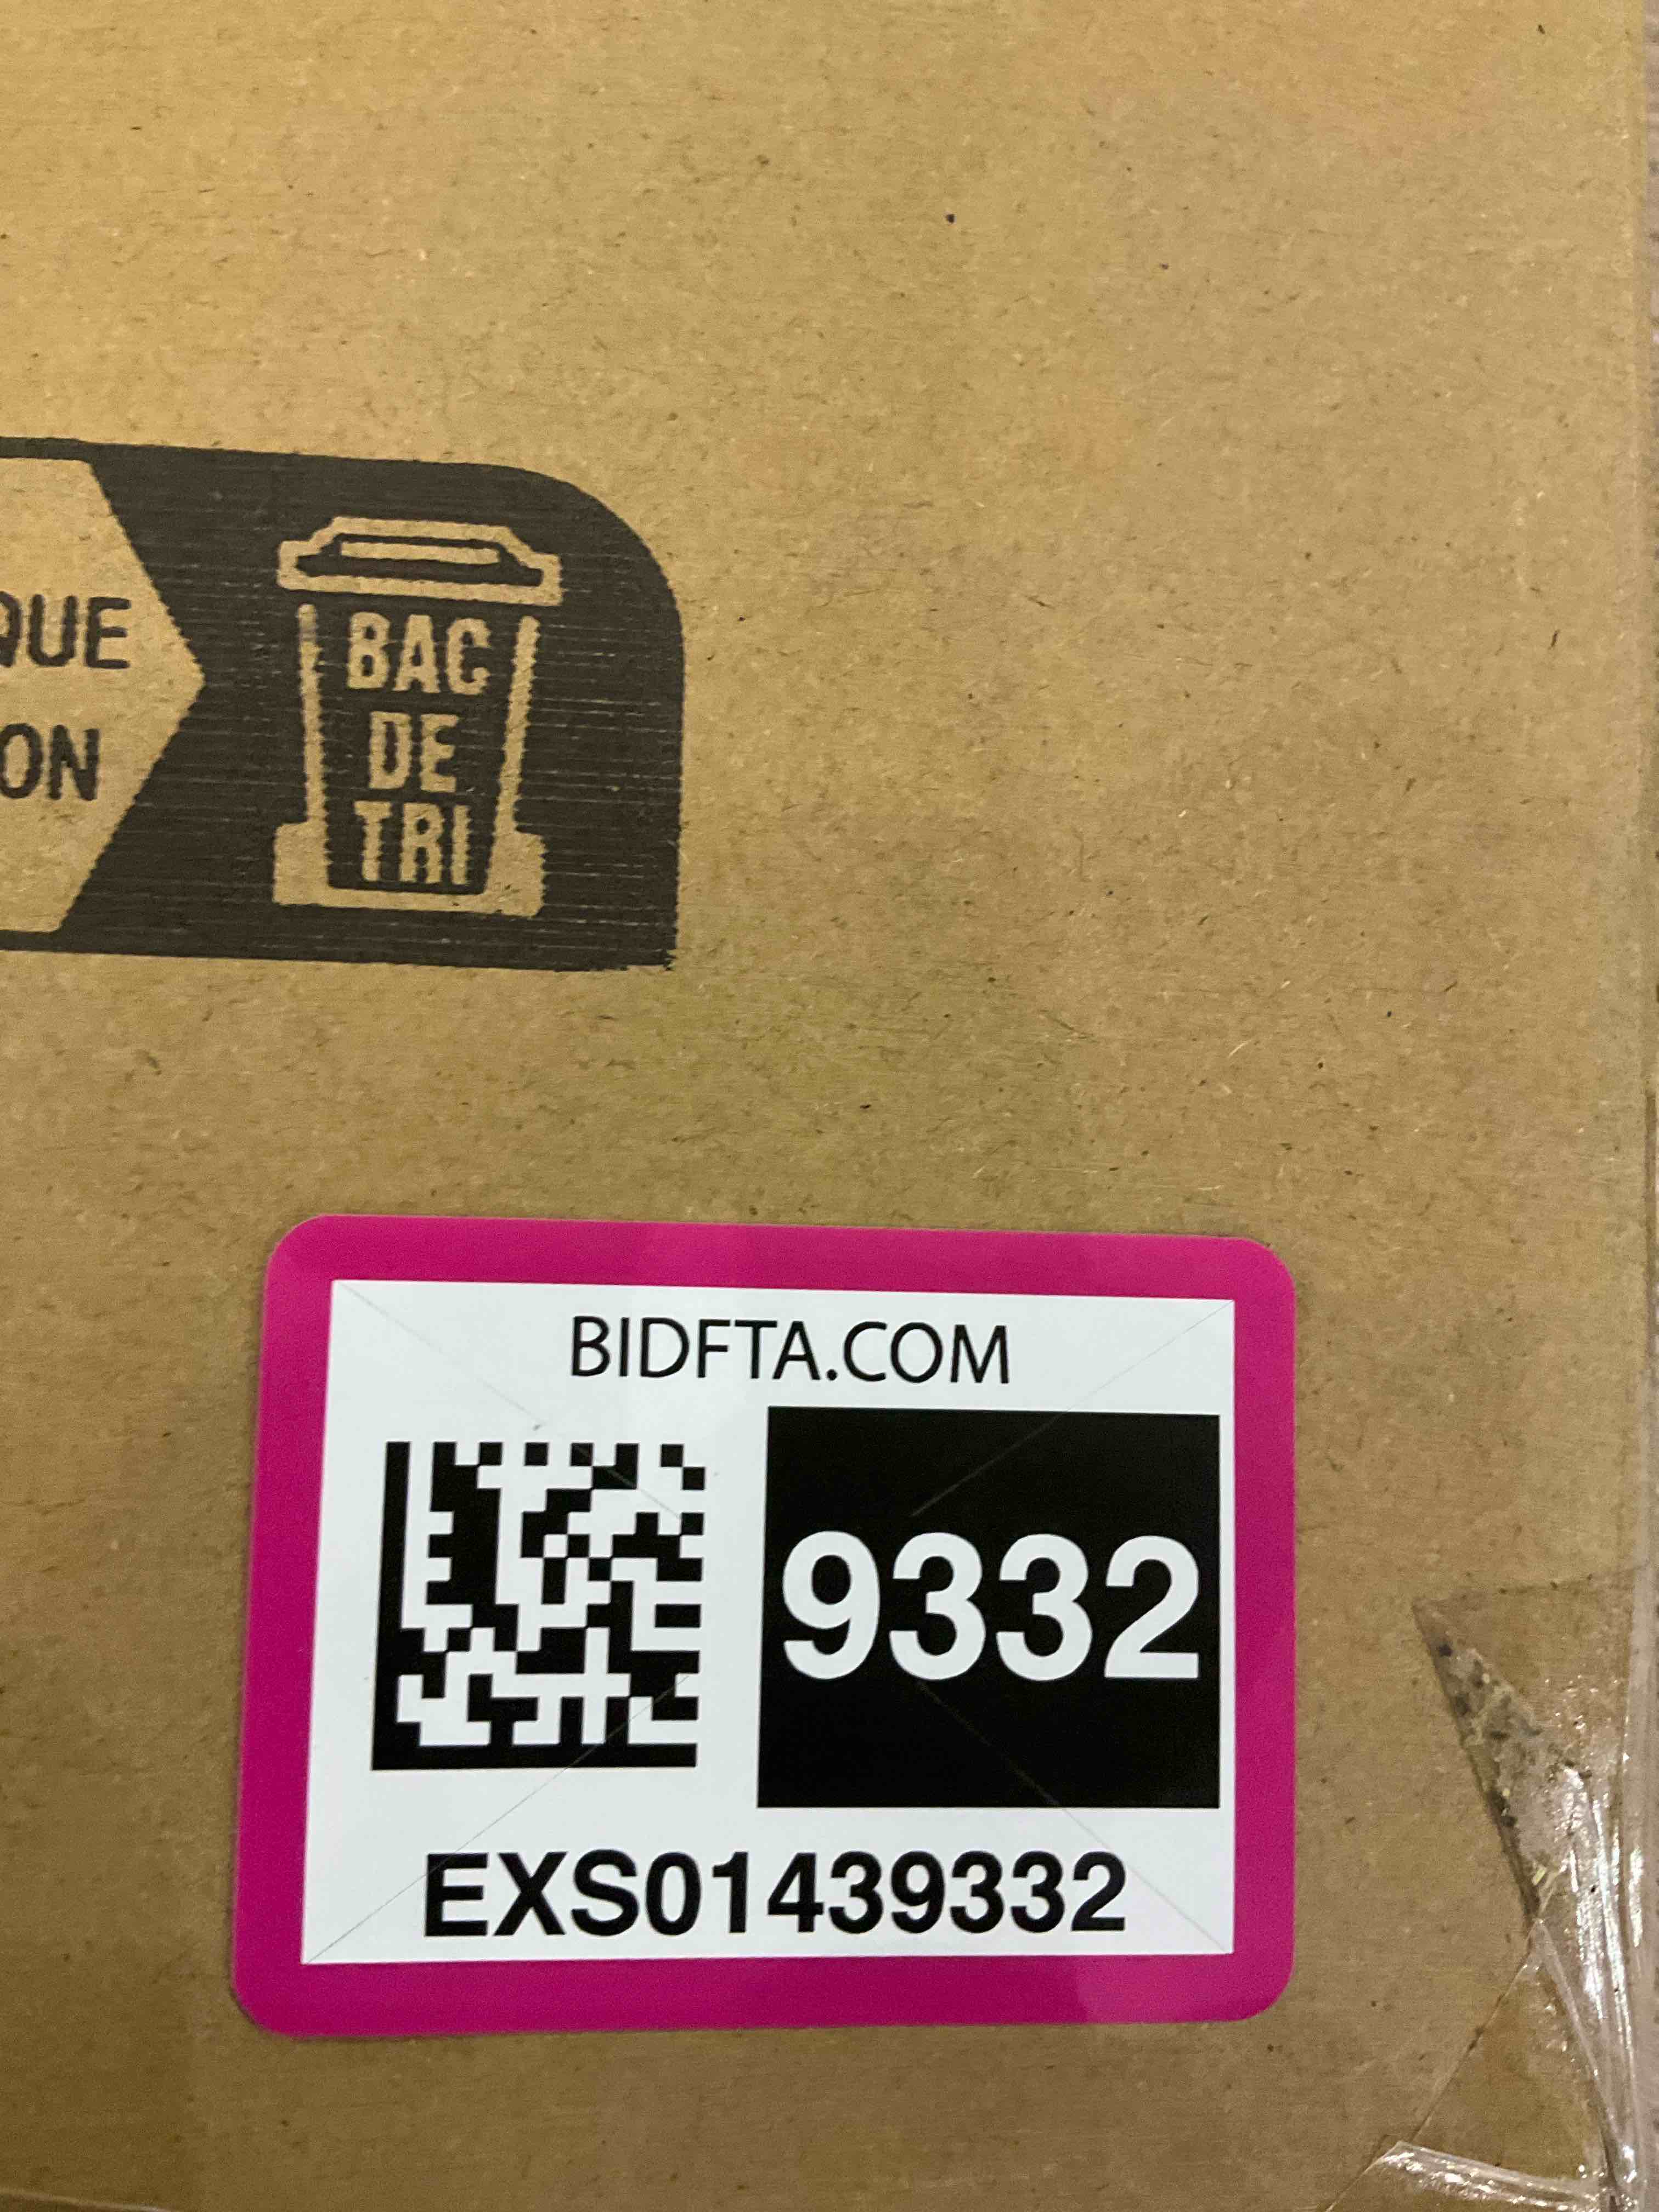 QUE
ON
BAC
DE
TRI
BIDFTA.COM
9332
EXS01439332